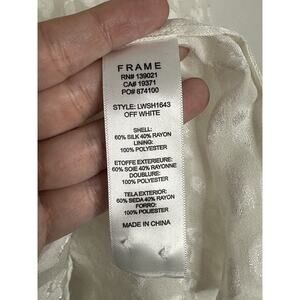 FRAME
RN# 139021
CA# 19371
PO# 674100
STYLE: LWSH1643
OFF WHITE
SHELL:
60% SILK 40% RAYON
LINING:
100% POLYESTER
ETOFFE EXTERIEURE:
60% SOIE 40% RAYONNE
DOUBLURE:
100% POLYESTER
TELA EXTERIOR:
60% SEDA 40% RAYON
FORRO:
100% POLIESTER
MADE IN CHINA